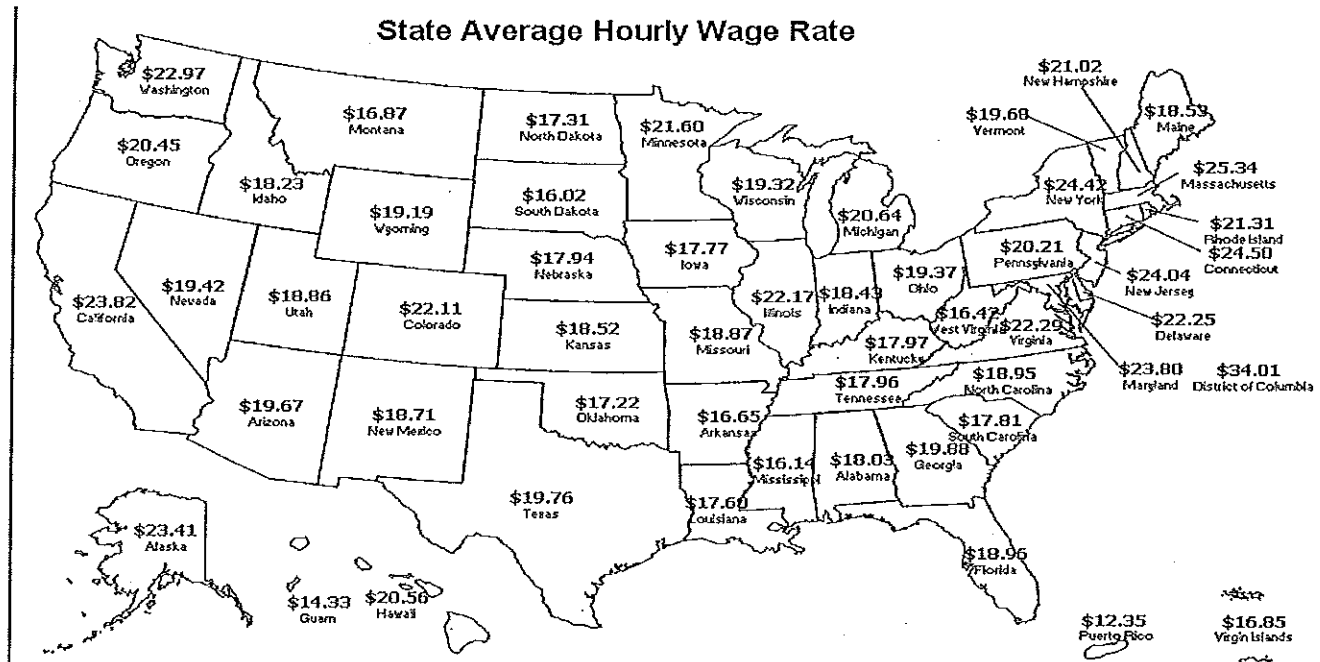 State Average Hourly Wage Rate
$22.97
Washington
$20.45
Oregon
$23.82
California
$19.42
Nevada
$18.23
Idaho
$16.87
Montana
$19.19
Wyoming
$18.86
Utah
$22.11
Colorado
$19.67
Arizona
$18.71
New Mexico
$17.31
North Dakota
$16.02
South Dakota
$17.94
Nebraska
$18.52
Kansas
$17.22
Oklahoma
$19.76
Texas
$21.60
Minnesota
$17.77
Iowa
$18.87
Missouri
$16.65
Arkansas
$17.60
Louisiana
$19.32
Wisconsin
$22.17
Illinois
$20.64
Michigan
$18.43
Indiana
$19.37
Ohio
$17.97
Kentucky
$17.96
Tennessee
$16.14
Mississippi
$18.03
Alabama
$19.88
Georgia
$18.96
Florida
$17.81
South Carolina
$18.95
North Carolina
$22.29
Virginia
$16.42
West Virginia
$20.21
Pennsylvania
$24.42
New York
$19.68
Vermont
$21.02
New Hampshire
$18.53
Maine
$25.34
Massachusetts
$21.31
Rhode Island
$24.50
Connecticut
$24.04
New Jersey
$22.25
Delaware
$23.80
Maryland
$34.01
District of Columbia
$23.41
Alaska
$14.33
Guam
$20.56
Hawaii
$12.35
Puerto Rico
$16.85
Virgin Islands